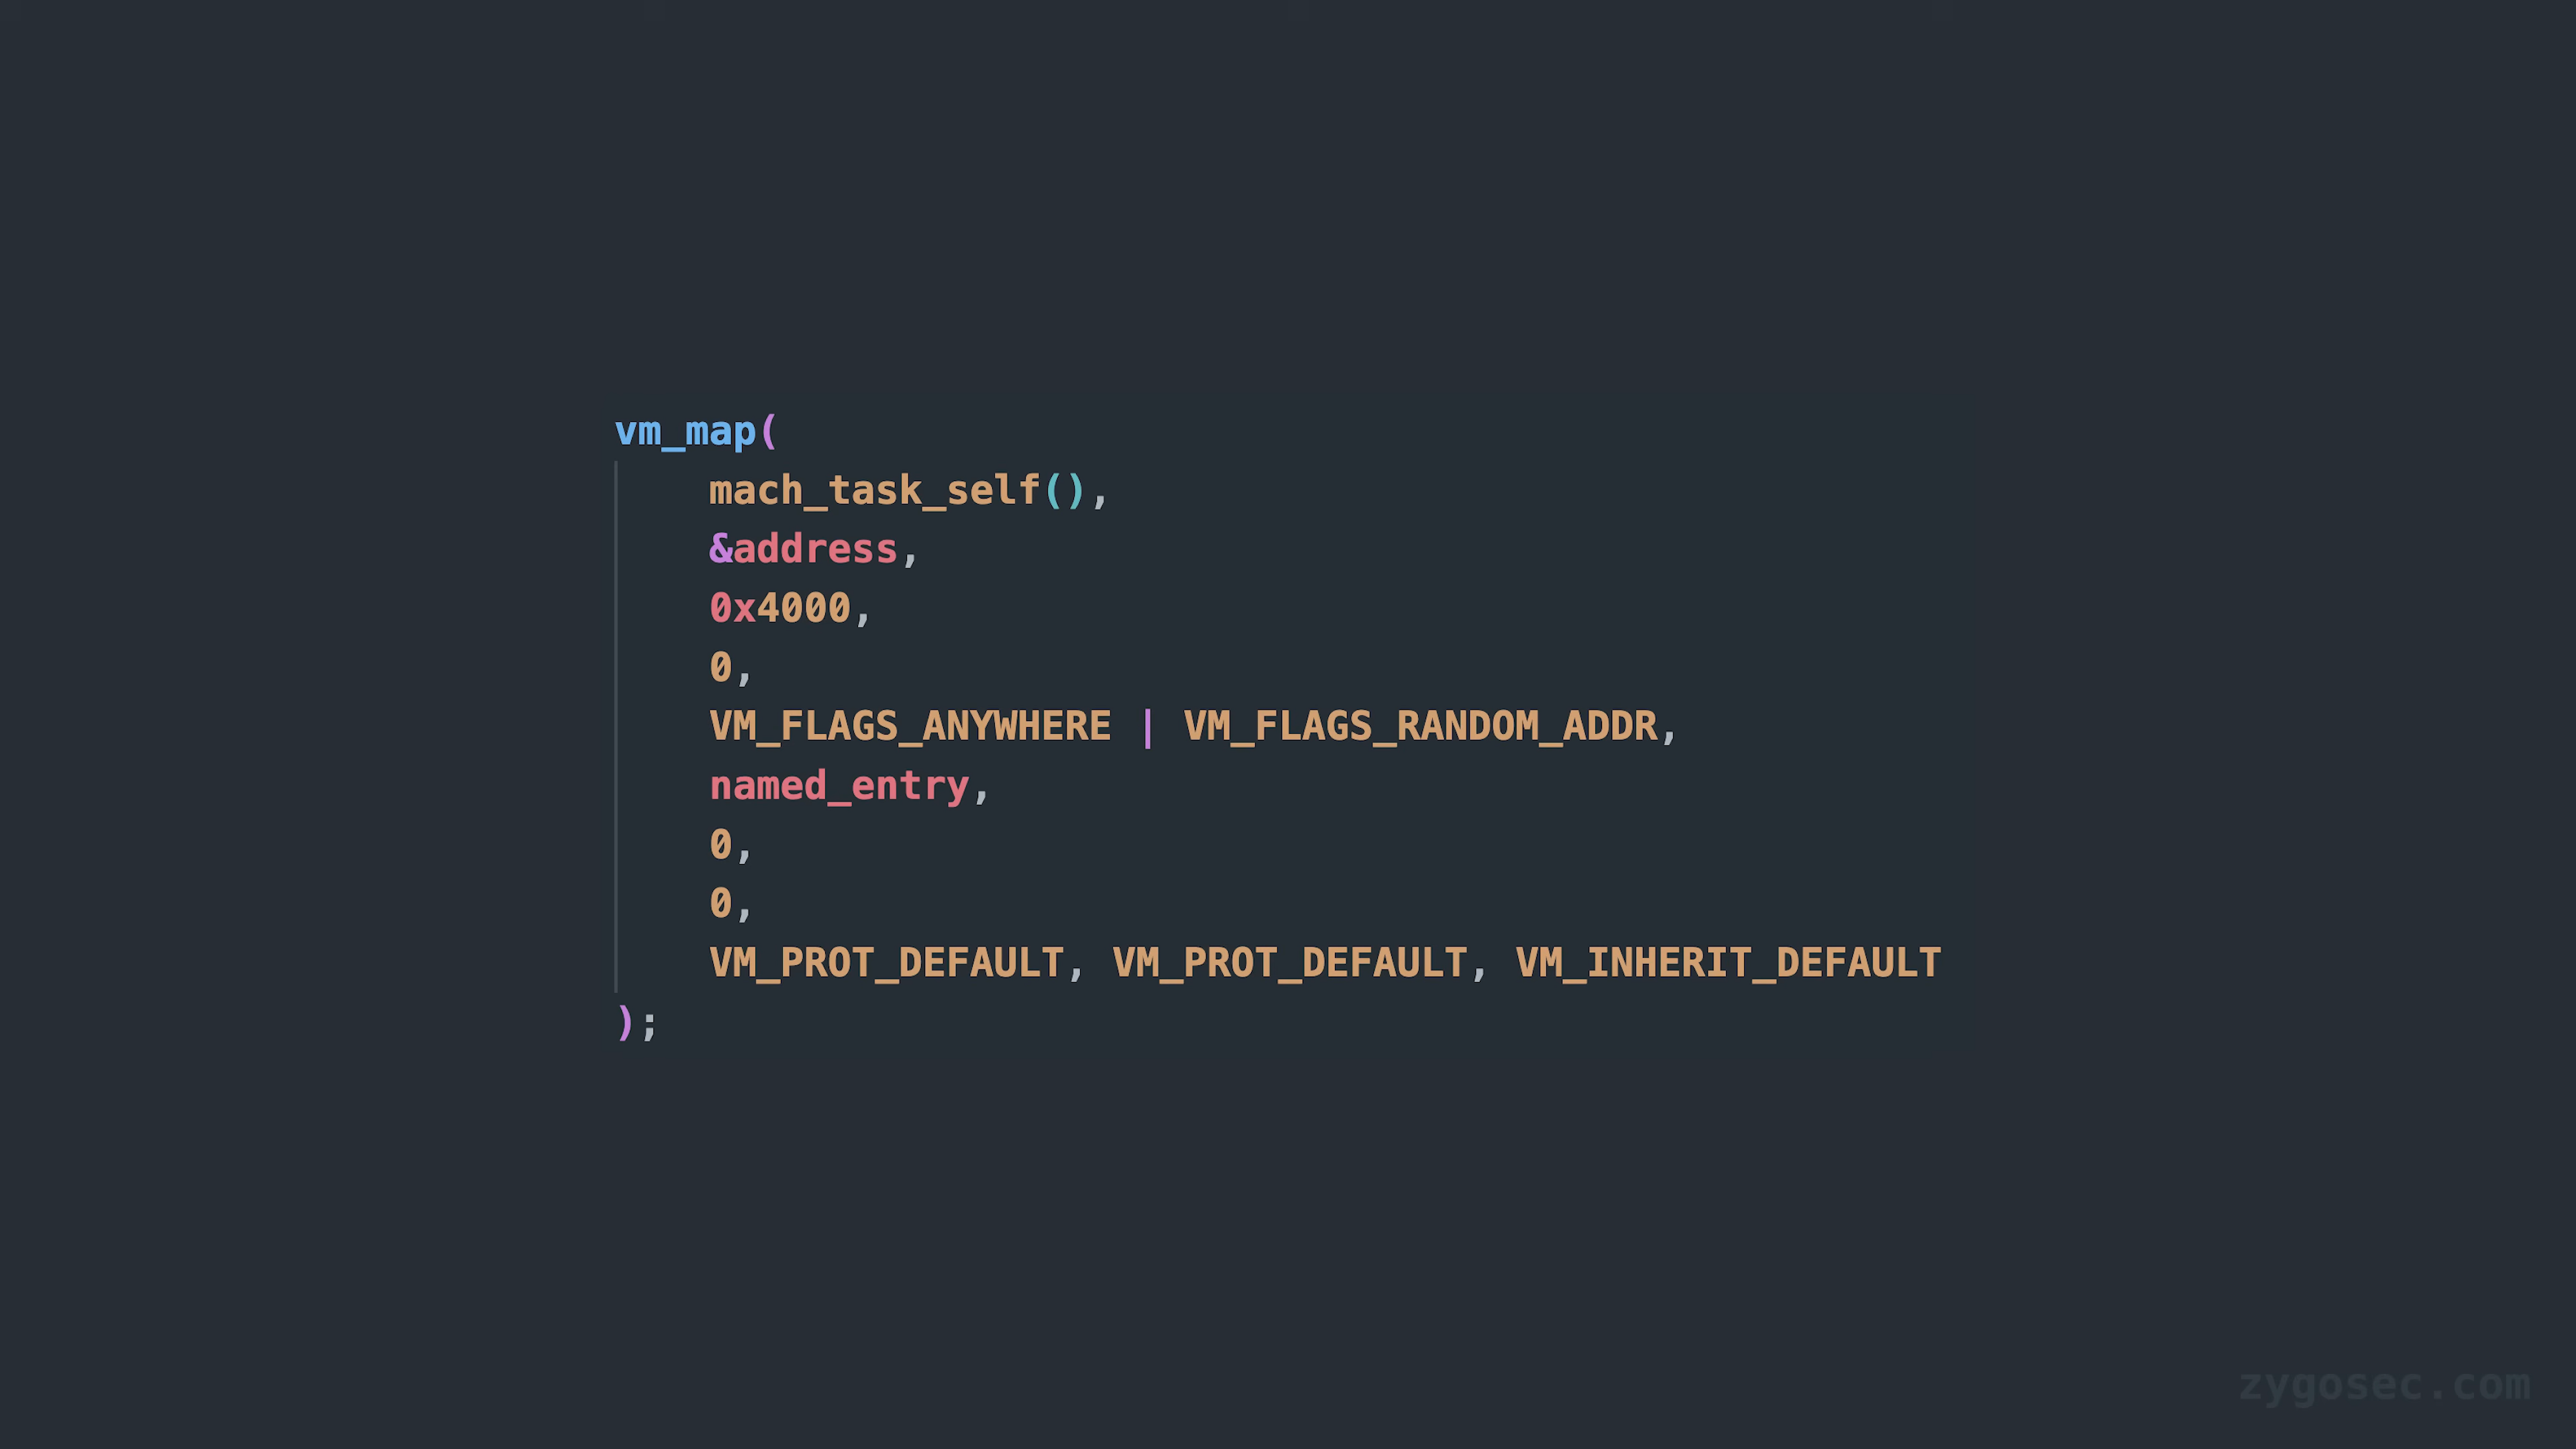 vm_map(
mach_task_self(),
&address,
0x4000,
0,
VM_FLAGS_ANYWHERE | VM_FLAGS_RANDOM_ADDR,
named_entry,
0,
0,
VM_PROT_DEFAULT, VM_PROT_DEFAULT, VM_INHERIT_DEFAULT
);
zygosec.com